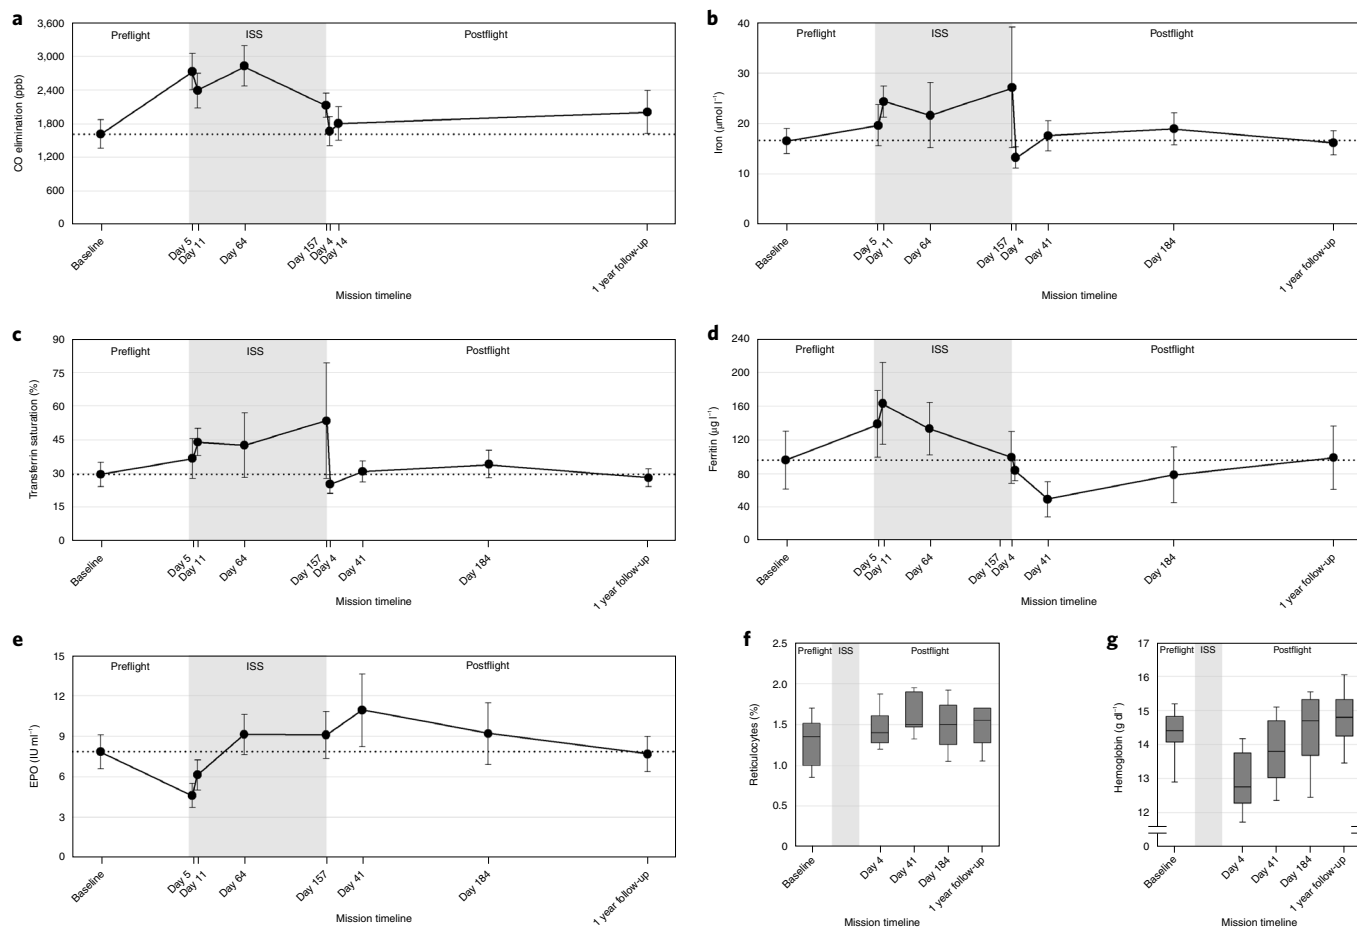 a
3,600
3,000
2,400
1,800
1,200
600
0
CO elimination (ppb)
Preflight
ISS
Postflight
Baseline
Day 5
Day 11
Day 64
Day 157
Day 4
Day 14
1 year follow-up
Mission timeline
b
40
30
20
10
0
Iron (μmol l⁻¹)
Preflight
ISS
Postflight
Baseline
Day 5
Day 11
Day 64
Day 157
Day 4
Day 41
Day 184
1 year follow-up
Mission timeline
c
90
75
60
45
30
15
0
Transferrin saturation (%)
Preflight
ISS
Postflight
Baseline
Day 5
Day 11
Day 64
Day 157
Day 4
Day 41
Day 184
1 year follow-up
Mission timeline
d
240
200
160
120
80
40
0
Ferritin (μg l⁻¹)
Preflight
ISS
Postflight
Baseline
Day 5
Day 11
Day 64
Day 157
Day 4
Day 41
Day 184
1 year follow-up
Mission timeline
e
15
12
9
6
3
0
EPO (IU ml⁻¹)
Preflight
ISS
Postflight
Baseline
Day 5
Day 11
Day 64
Day 157
Day 41
Day 184
1 year follow-up
Mission timeline
f
2.5
2.0
1.5
1.0
0.5
0
Reticulocytes (%)
Preflight
ISS
Postflight
Baseline
Day 4
Day 41
Day 184
1 year follow-up
Mission timeline
g
17
16
15
14
13
12
0
Hemoglobin (g dl⁻¹)
Preflight
ISS
Postflight
Baseline
Day 4
Day 41
Day 184
1 year follow-up
Mission timeline